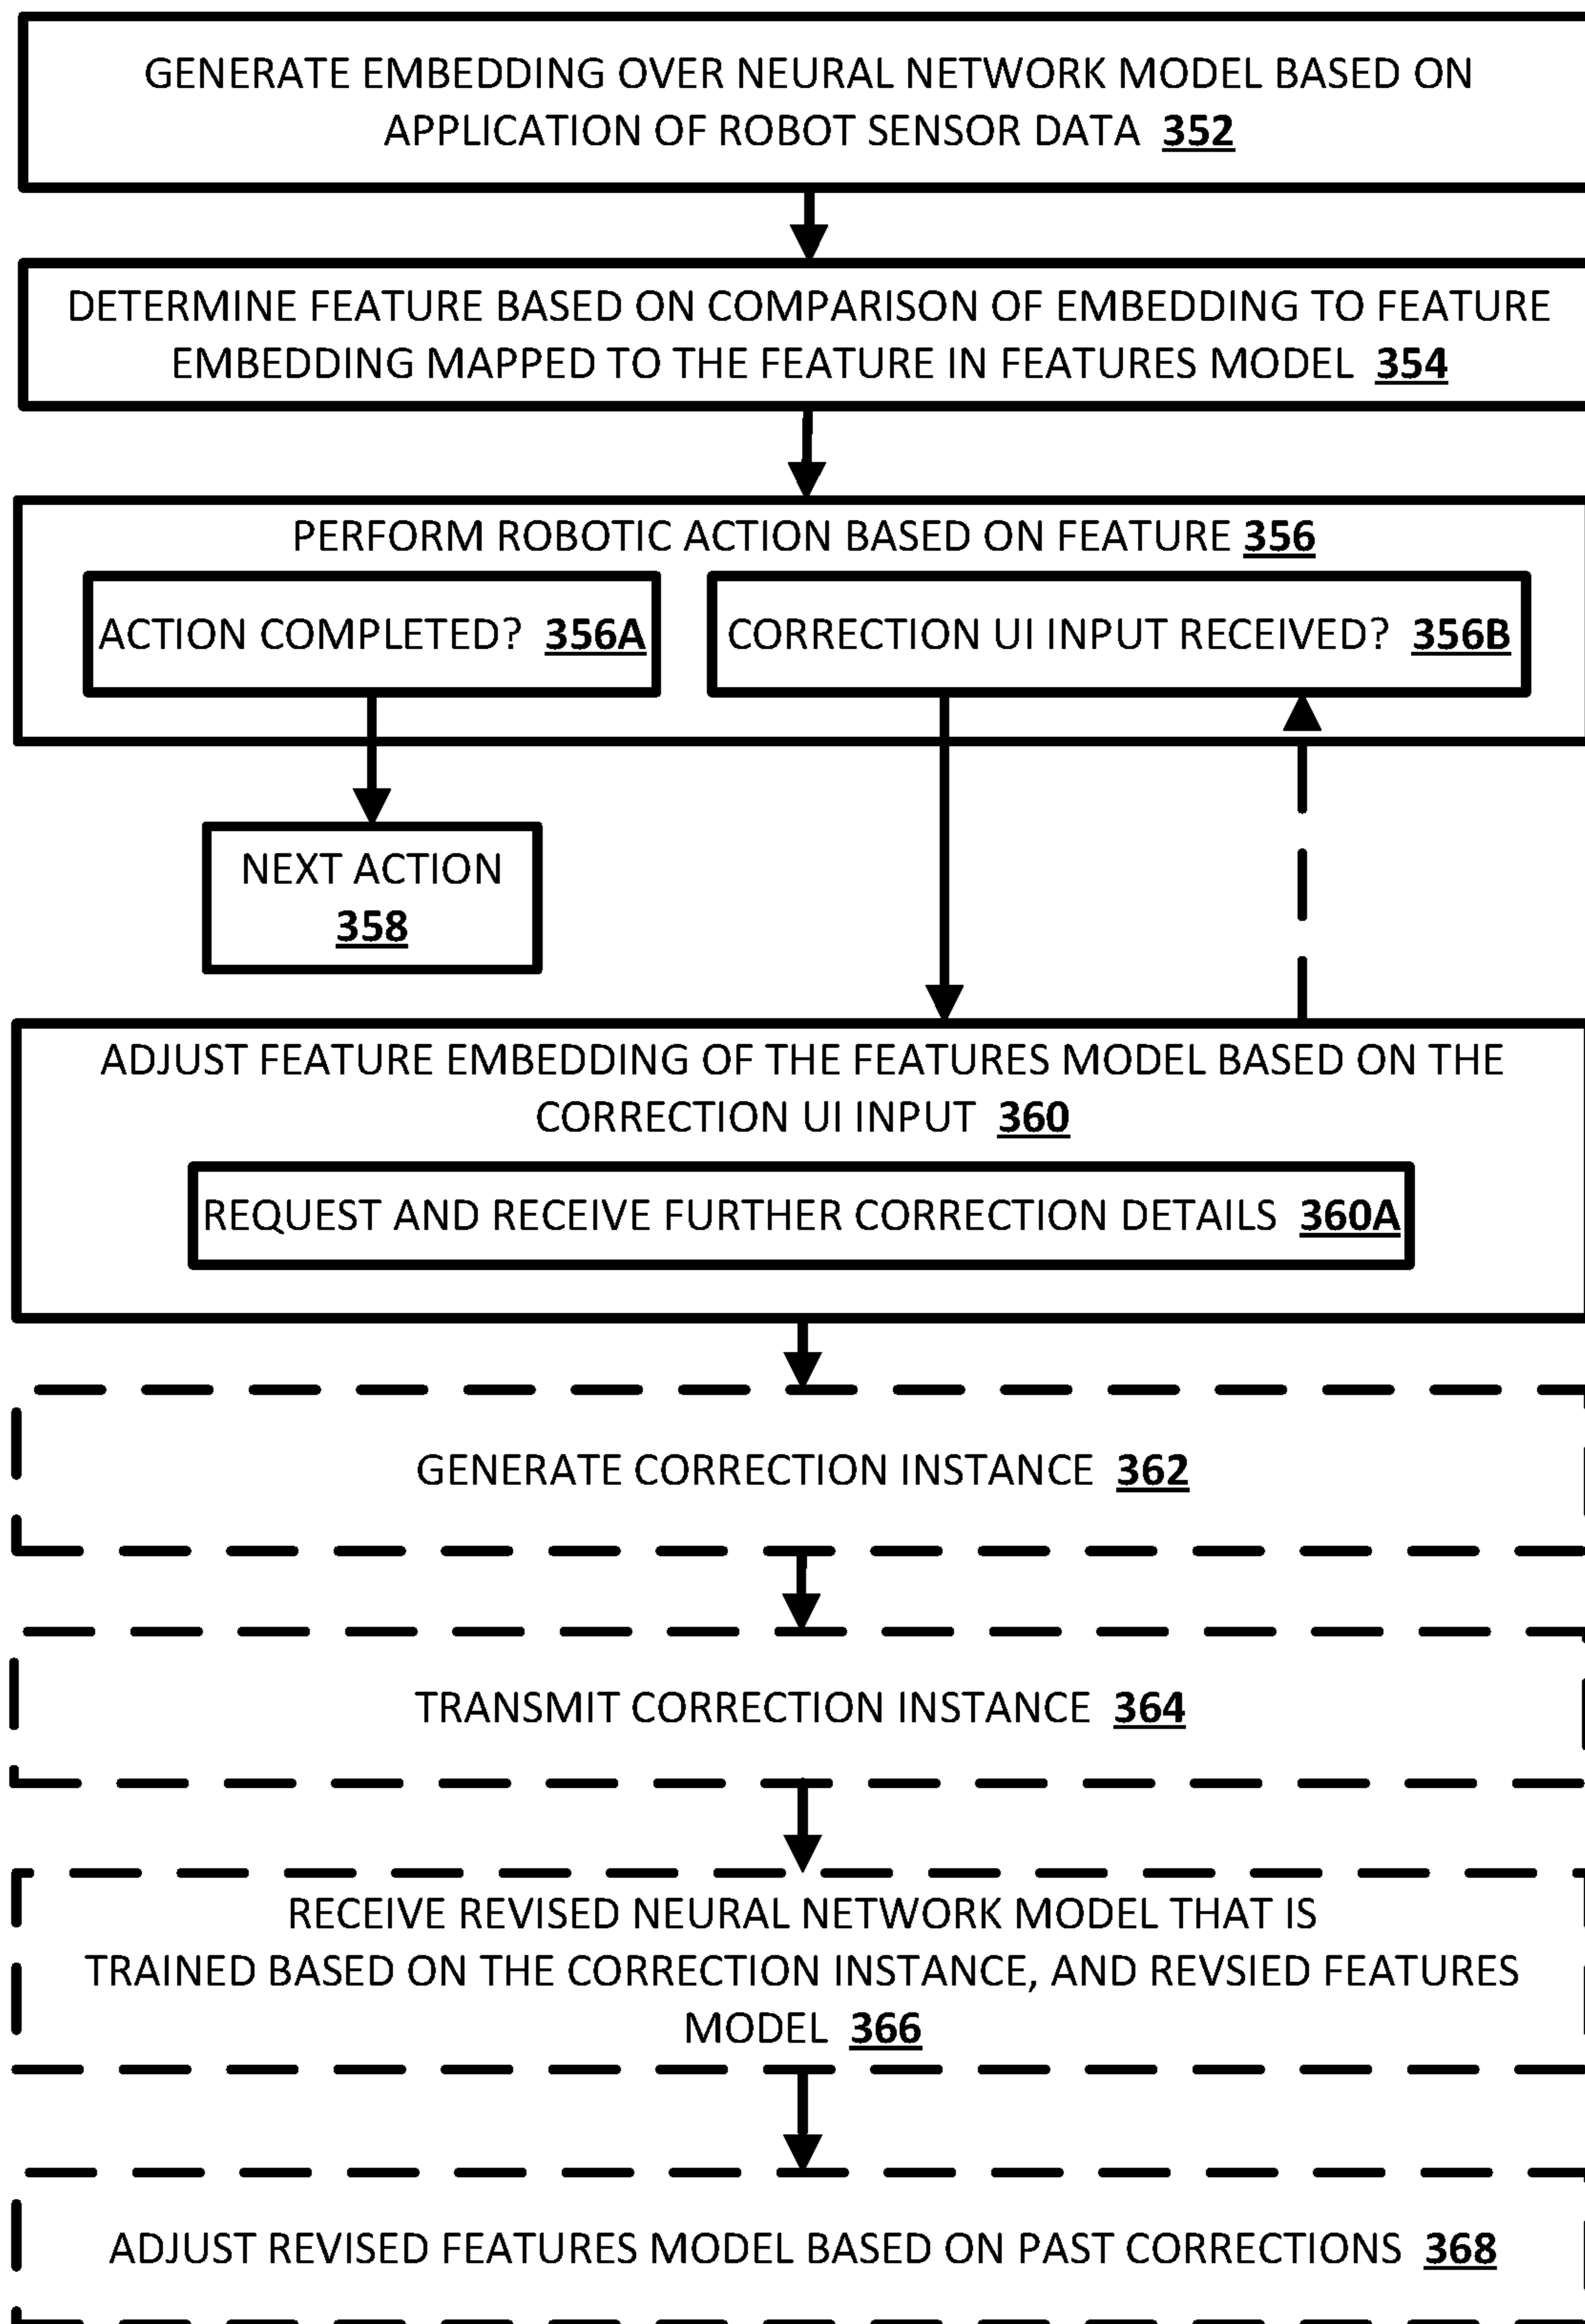 GENERATE EMBEDDING OVER NEURAL NETWORK MODEL BASED ON
APPLICATION OF ROBOT SENSOR DATA 352
DETERMINE FEATURE BASED ON COMPARISON OF EMBEDDING TO FEATURE
EMBEDDING MAPPED TO THE FEATURE IN FEATURES MODEL 354
PERFORM ROBOTIC ACTION BASED ON FEATURE 356
ACTION COMPLETED? 356A
CORRECTION UI INPUT RECEIVED? 356B
NEXT ACTION
358
ADJUST FEATURE EMBEDDING OF THE FEATURES MODEL BASED ON THE
CORRECTION UI INPUT 360
REQUEST AND RECEIVE FURTHER CORRECTION DETAILS 360A
GENERATE CORRECTION INSTANCE 362
TRANSMIT CORRECTION INSTANCE 364
RECEIVE REVISED NEURAL NETWORK MODEL THAT IS
TRAINED BASED ON THE CORRECTION INSTANCE, AND REVSIED FEATURES
MODEL 366
ADJUST REVISED FEATURES MODEL BASED ON PAST CORRECTIONS 368